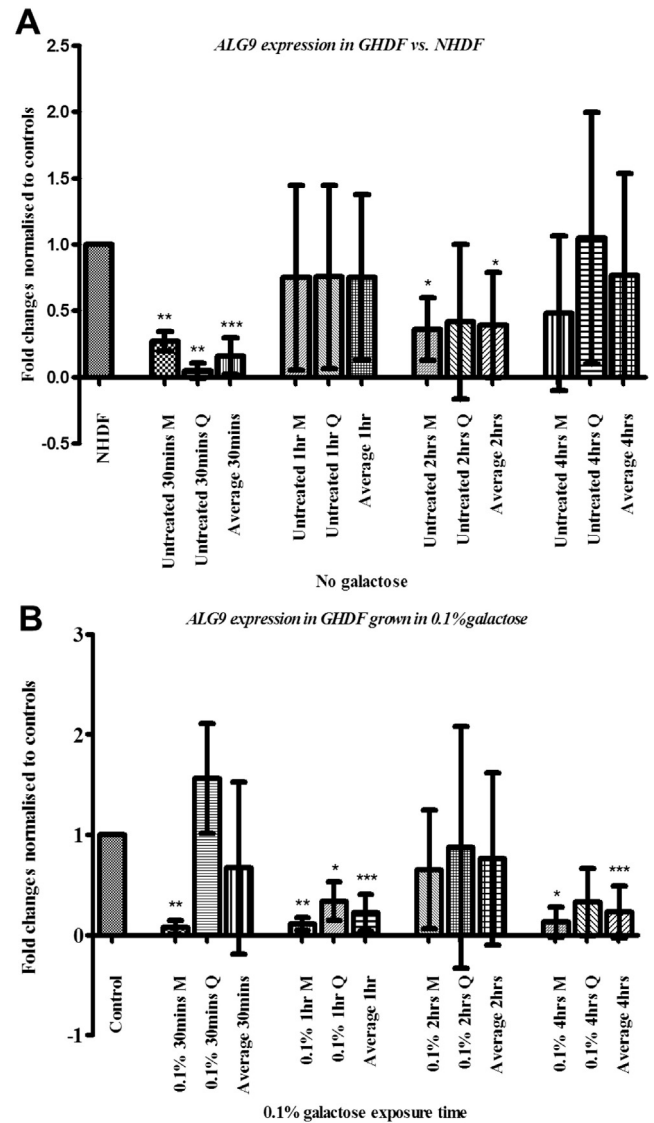 A
ALG9 expression in GHDF vs. NHDF
Fold changes normalised to controls
2.5
2.0
1.5
1.0
0.5
0.0
-0.5
** ** *** * *
NHDF
Untreated 30mins M
Untreated 30mins Q
Average 30mins
Untreated 1hr M
Untreated 1hr Q
Average 1hr
Untreated 2hrs M
Untreated 2hrs Q
Average 2hrs
Untreated 4hrs M
Untreated 4hrs Q
Average 4hrs
No galactose
B
ALG9 expression in GHDF grown in 0.1%galactose
Fold changes normalised to controls
3
2
1
0
-1
** ** * *** * ***
Control
0.1% 30mins M
0.1% 30mins Q
Average 30mins
0.1% 1hr M
0.1% 1hr Q
Average 1hr
0.1% 2hrs M
0.1% 2hrs Q
Average 2hrs
0.1% 4hrs M
0.1% 4hrs Q
Average 4hrs
0.1% galactose exposure time